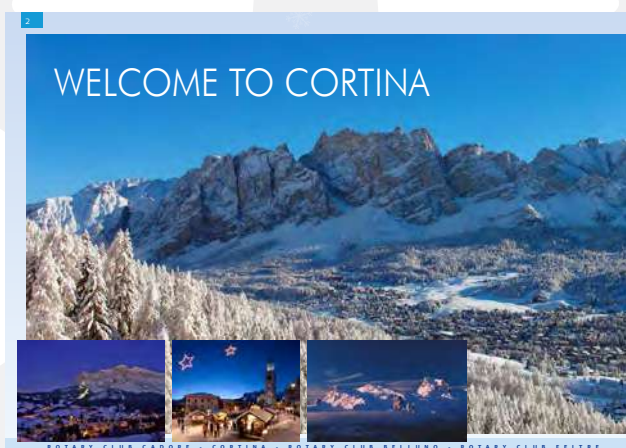 2
WELCOME TO CORTINA
ROTARY CLUB CADORE - CORTINA - ROTARY CLUB BELLUNO - ROTARY CLUB FELTRE